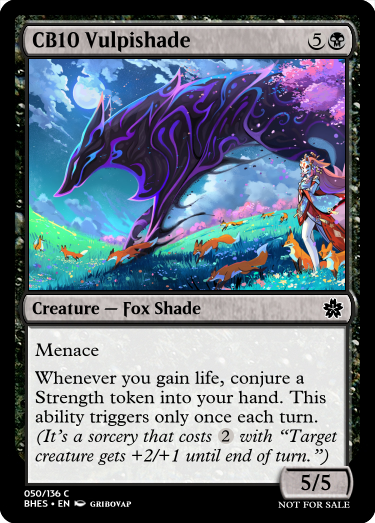 CB10 Vulpishade 5
Creature — Fox Shade
Menace
Whenever you gain life, conjure a
Strength token into your hand. This
ability triggers only once each turn.
(It's a sorcery that costs 2 with “Target
creature gets +2/+1 until end of turn.”)
5/5
050/136 C
BHES • EN GRIBOVAP
NOT FOR SALE